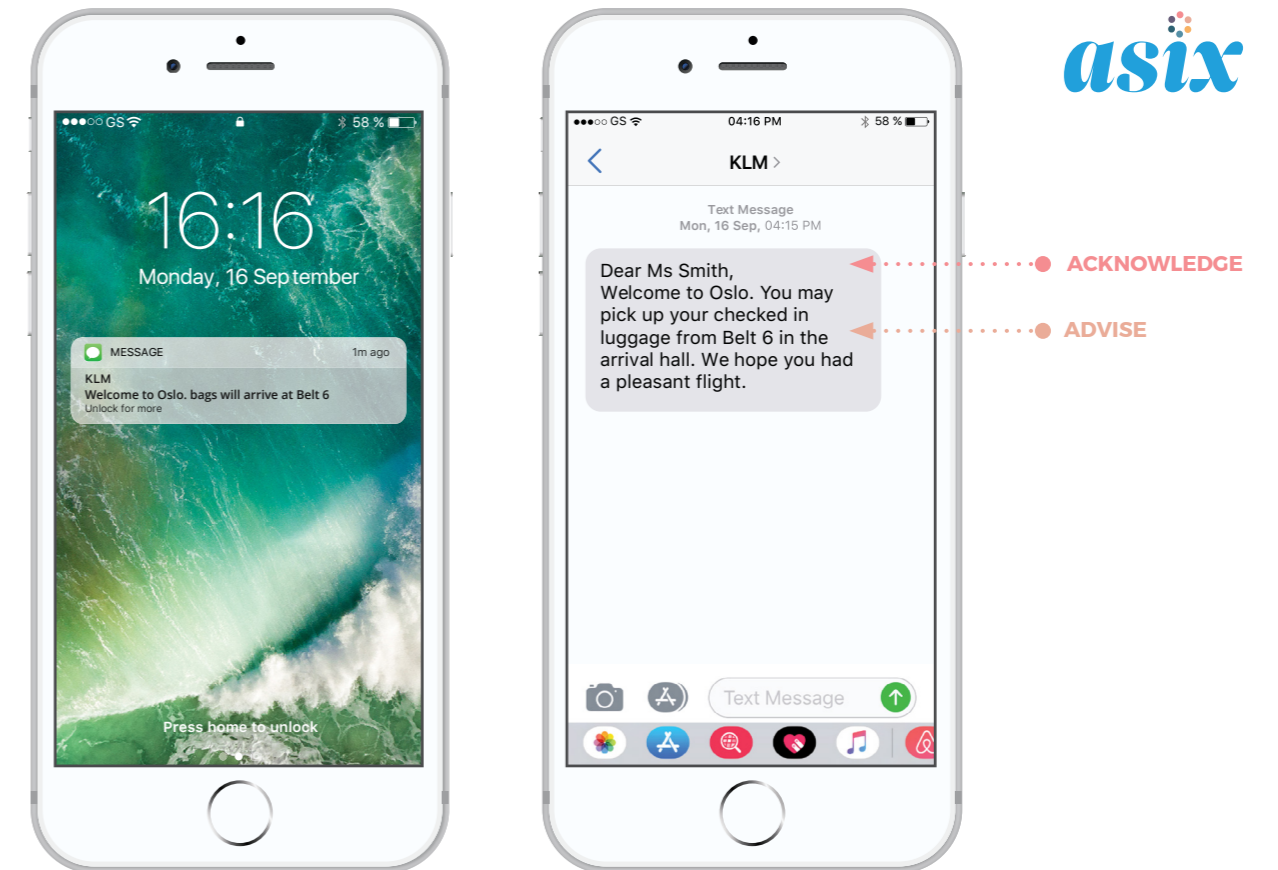 GS 58 %
16:16
Monday, 16 September
MESSAGE 1m ago
KLM
Welcome to Oslo. bags will arrive at Belt 6
Unlock for more
Press home to unlock
GS 04:16 PM 58 %
KLM
Text Message
Mon, 16 Sep, 04:15 PM
Dear Ms Smith,
Welcome to Oslo. You may
pick up your checked in
luggage from Belt 6 in the
arrival hall. We hope you had
a pleasant flight.
Text Message
asix
ACKNOWLEDGE
ADVISE